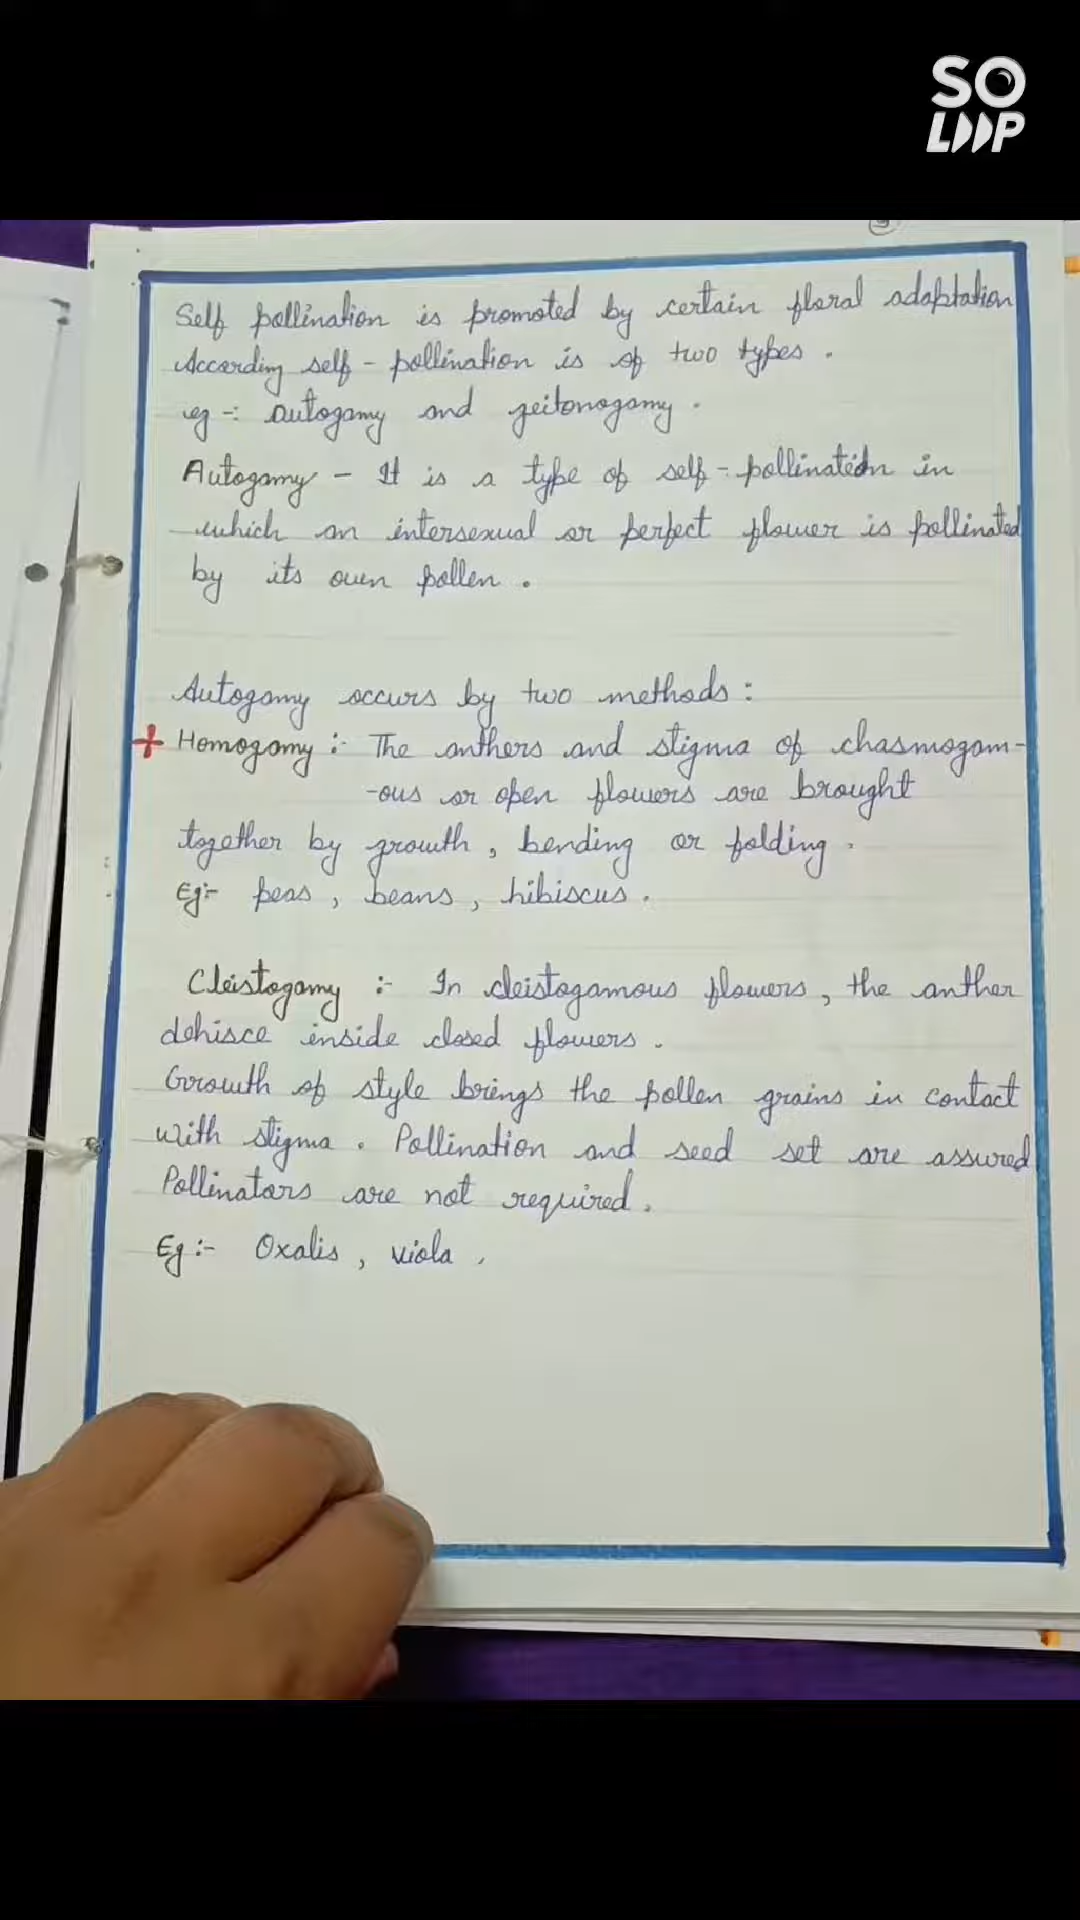 SO
LOOP
9
Self pollination is promoted by certain floral adaptation
According self - pollination is of two types .
eg -: autogamy and geitonogamy .
Autogamy - It is a type of self - pollination in
which an intersexual or perfect flower is pollinated
by its own pollen .
Autogamy occurs by two methods :
+ Homogamy :- The anthers and stigma of chasmogam-
-ous or open flowers are brought
together by growth , bending or folding .
Eg:- peas , beans , hibiscus .
Cleistogamy :- In cleistogamous flowers , the anther
dehisce inside closed flowers .
Growth of style brings the pollen grains in contact
with stigma . Pollination and seed set are assured
Pollinators are not required .
Eg :- Oxalis , viola .